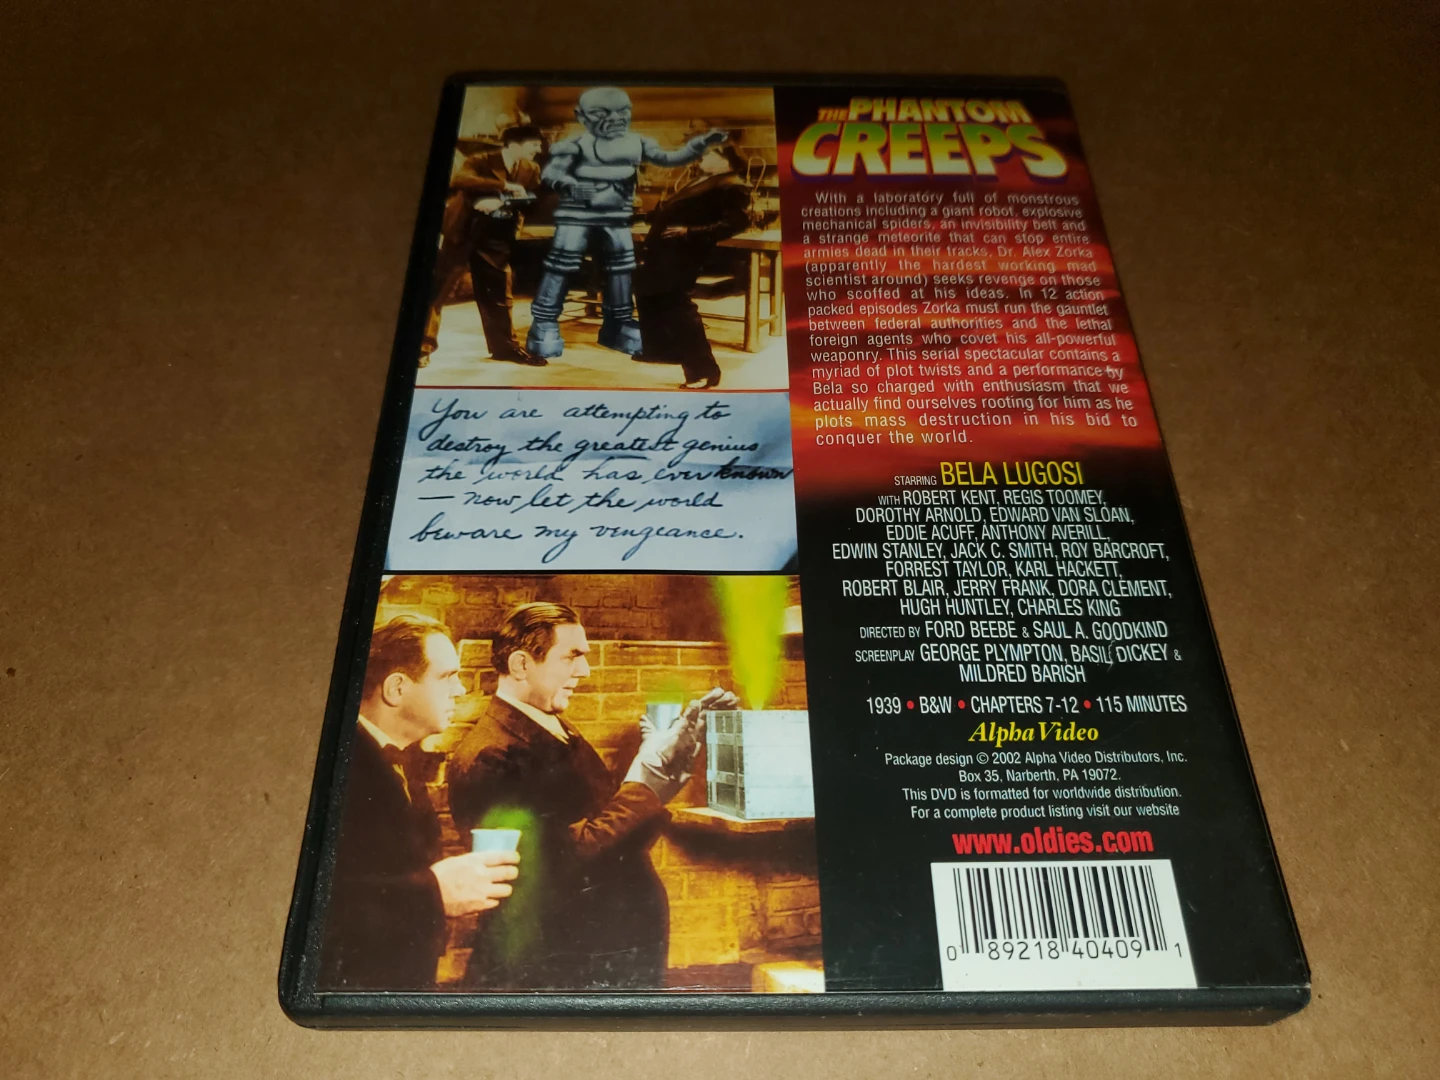 THE PHANTOM
CREEPS
With a laboratory full of monstrous
creations including a giant robot, explosive
mechanical spiders, an invisibility belt and
a strange meteorite that can stop entire
armies dead in their tracks, Dr. Alex Zorka
(apparently the hardest working mad
scientist around) seeks revenge on those
who scoffed at his ideas. In 12 action
packed episodes Zorka must run the gauntlet
between federal authorities and the lethal
foreign agents who covet his all-powerful
weaponry. This serial spectacular contains a
myriad of plot twists and a performance by
Bela so charged with enthusiasm that we
actually find ourselves rooting for him as he
plots mass destruction in his bid to
conquer the world.
You are attempting to
destroy the greatest genius
the world has ever known
— now let the world
beware my vengeance.
STARRING BELA LUGOSI
WITH ROBERT KENT, REGIS TOOMEY,
DOROTHY ARNOLD, EDWARD VAN SLOAN,
EDDIE ACUFF, ANTHONY AVERILL,
EDWIN STANLEY, JACK C. SMITH, ROY BARCROFT,
FORREST TAYLOR, KARL HACKETT,
ROBERT BLAIR, JERRY FRANK, DORA CLEMENT,
HUGH HUNTLEY, CHARLES KING
DIRECTED BY FORD BEEBE & SAUL A. GOODKIND
SCREENPLAY GEORGE PLYMPTON, BASIL DICKEY &
MILDRED BARISH
1939 • B&W • CHAPTERS 7-12 • 115 MINUTES
Alpha Video
Package design © 2002 Alpha Video Distributors, Inc.
Box 35, Narberth, PA 19072.
This DVD is formatted for worldwide distribution.
For a complete product listing visit our website
www.oldies.com
0 89218 40409 1